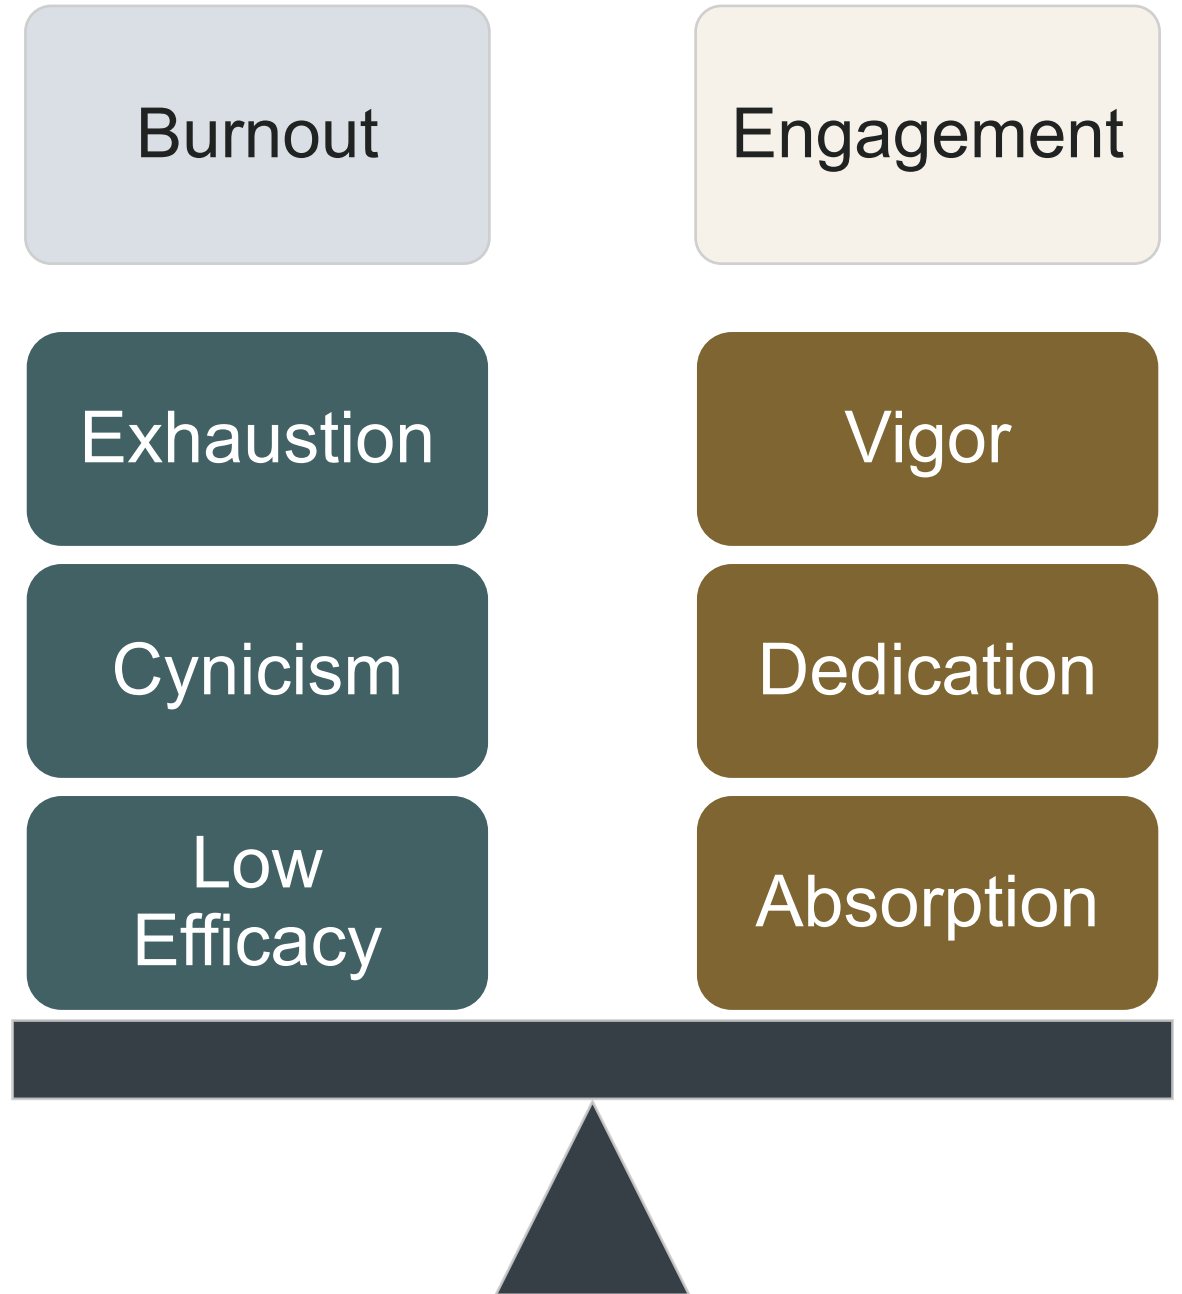 Burnout
Engagement
Exhaustion
Vigor
Cynicism
Dedication
Low
Efficacy
Absorption